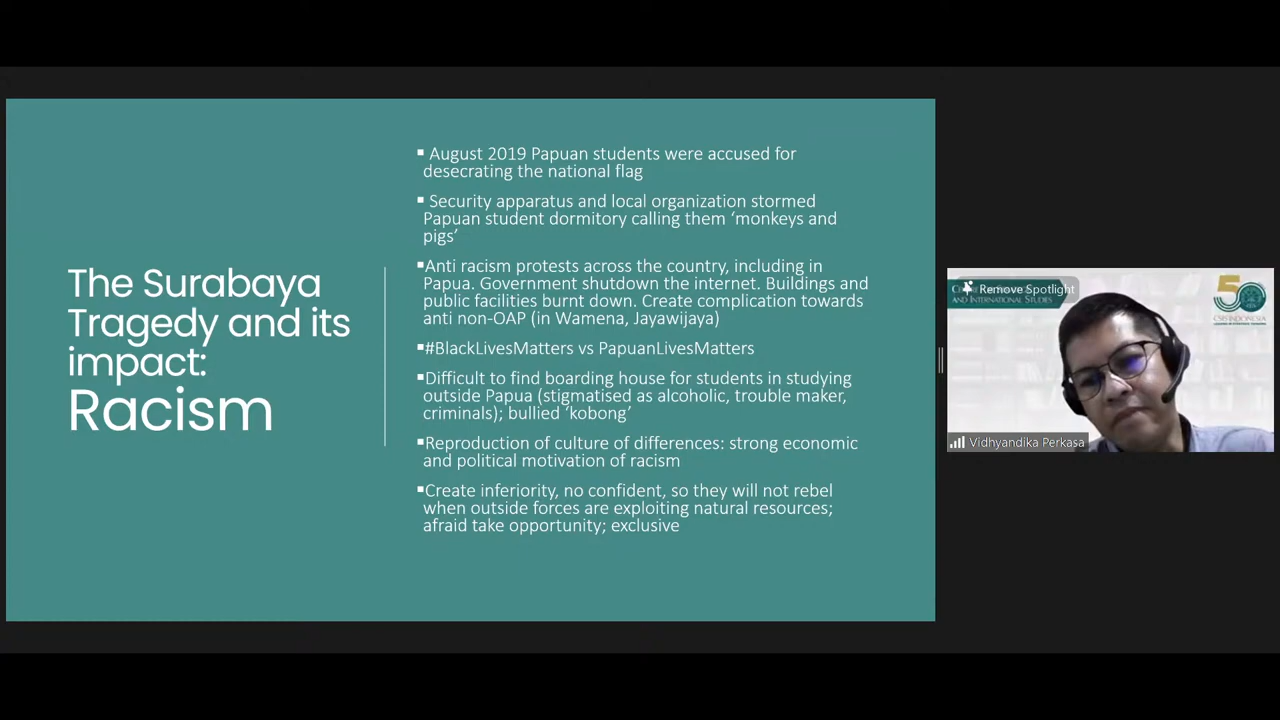 The Surabaya
Tragedy and its
impact:
Racism
▪ August 2019 Papuan students were accused for
desecrating the national flag
▪ Security apparatus and local organization stormed
Papuan student dormitory calling them ‘monkeys and
pigs’
▪Anti racism protests across the country, including in
Papua. Government shutdown the internet. Buildings and
public facilities burnt down. Create complication towards
anti non-OAP (in Wamena, Jayawijaya)
▪#BlackLivesMatters vs PapuanLivesMatters
▪Difficult to find boarding house for students in studying
outside Papua (stigmatised as alcoholic, trouble maker,
criminals); bullied ‘kobong’
▪Reproduction of culture of differences: strong economic
and political motivation of racism
▪Create inferiority, no confident, so they will not rebel
when outside forces are exploiting natural resources;
afraid take opportunity; exclusive
Remove Spotlight
and International Studies
50
CSIS INDONESIA
Vidhyandika Perkasa